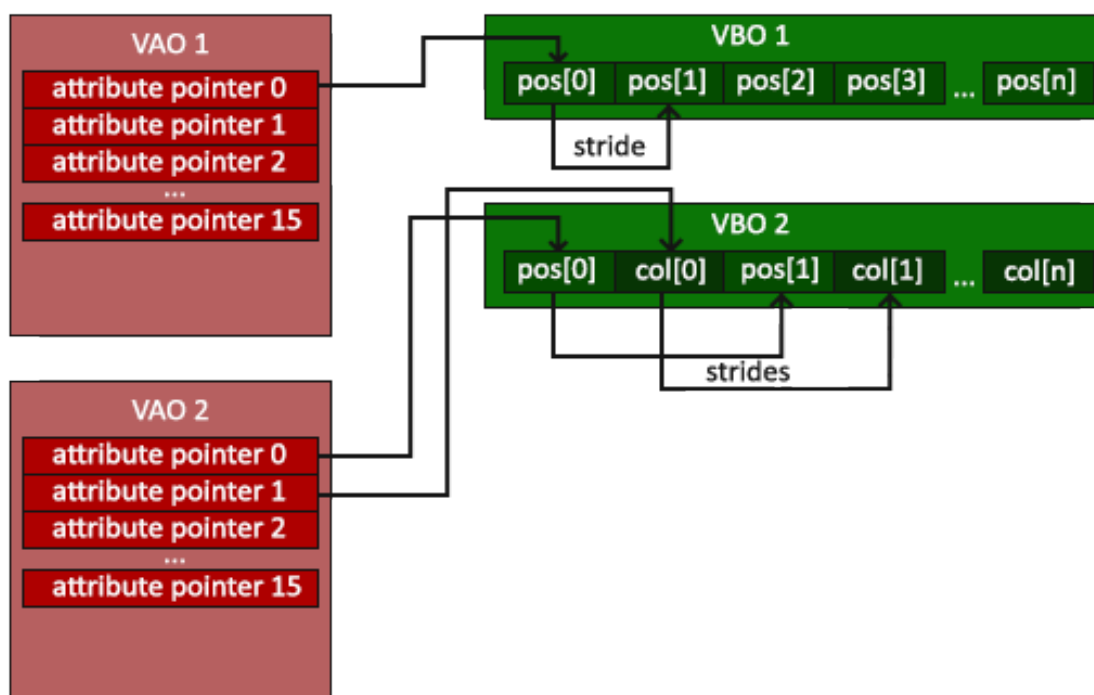 VAO 1
attribute pointer 0
attribute pointer 1
attribute pointer 2
...
attribute pointer 15
VBO 1
pos[0] pos[1] pos[2] pos[3] ... pos[n]
stride
VBO 2
pos[0] col[0] pos[1] col[1] ... col[n]
strides
VAO 2
attribute pointer 0
attribute pointer 1
attribute pointer 2
...
attribute pointer 15